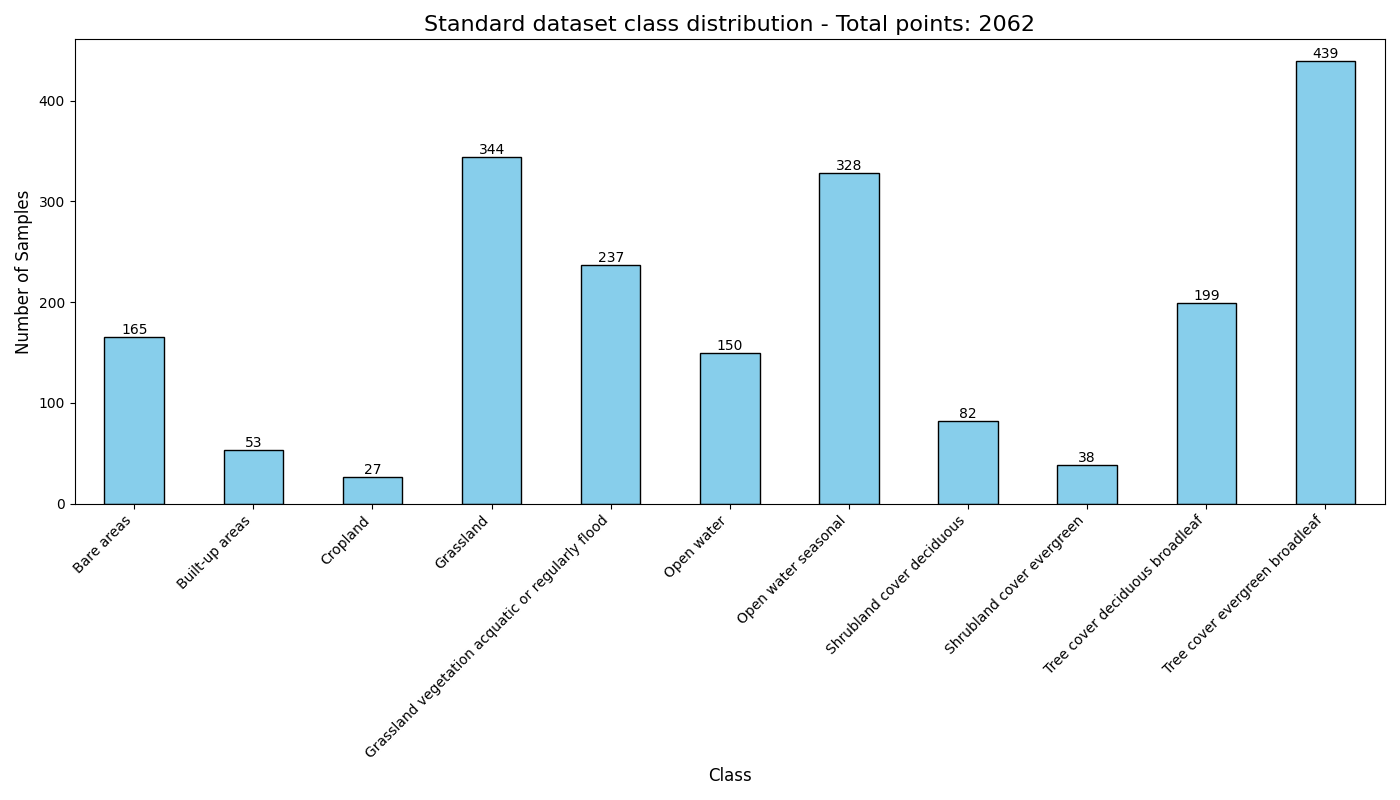 Standard dataset class distribution - Total points: 2062
Number of Samples
400
300
200
100
0
165
53
27
344
237
150
328
82
38
199
439
Bare areas
Built-up areas
Cropland
Grassland
Grassland vegetation acquatic or regularly flood
Open water
Open water seasonal
Shrubland cover deciduous
Shrubland cover evergreen
Tree cover deciduous broadleaf
Tree cover evergreen broadleaf
Class